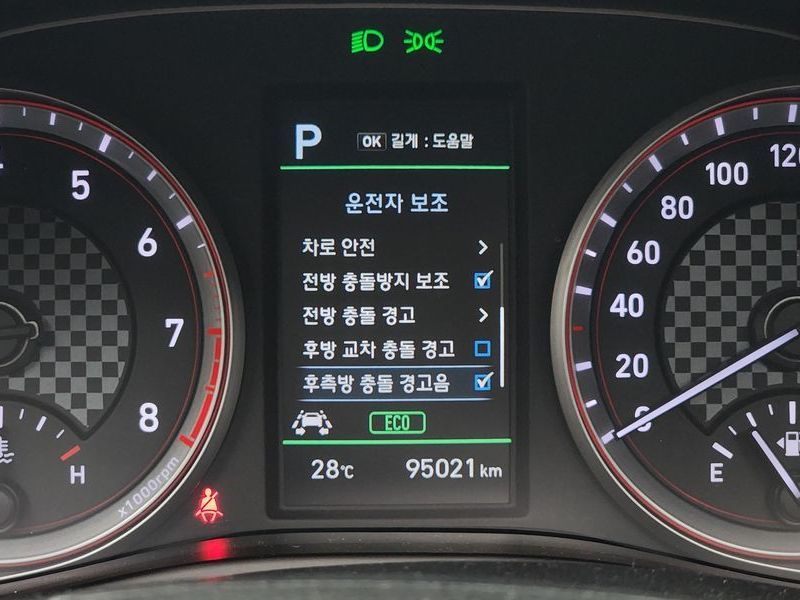 P
OK 길게 : 도움말
운전자 보조
차로 안전
전방 충돌방지 보조
전방 충돌 경고
후방 교차 충돌 경고
후측방 충돌 경고음
ECO
28℃ 95021 km
5
6
7
8
H
x1000rpm
0
20
40
60
80
100
120
E